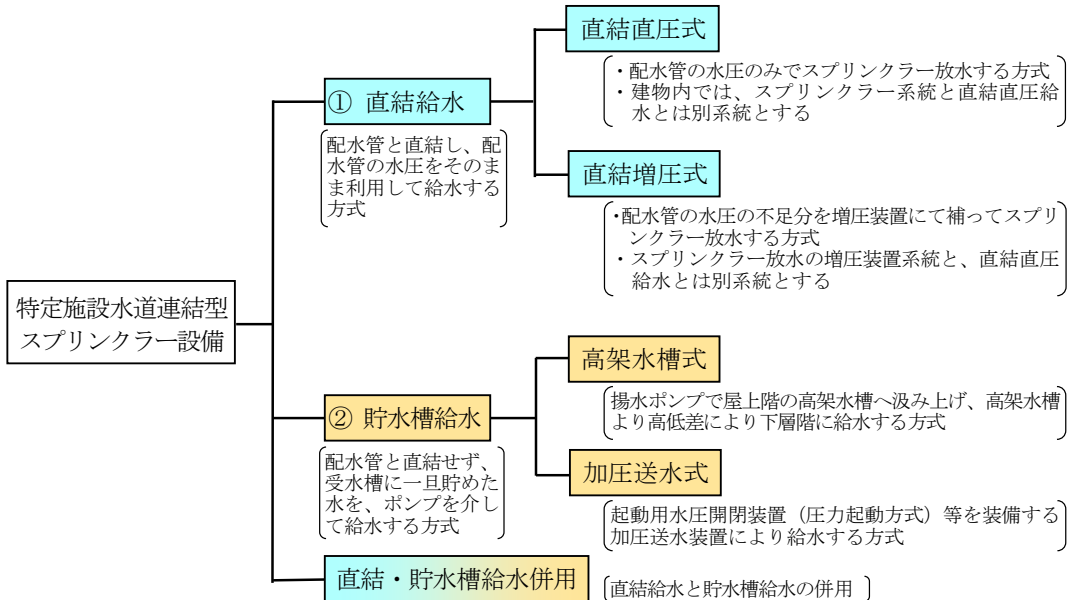 特定施設水道連結型
スプリンクラー設備
① 直結給水
配水管と直結し、配
水管の水圧をそのま
ま利用して給水する
方式
直結直圧式
・配水管の水圧のみでスプリンクラー放水する方式
・建物内では、スプリンクラー系統と直結直圧給
水とは別系統とする
直結増圧式
・配水管の水圧の不足分を増圧装置にて補ってスプリ
ンクラー放水する方式
・スプリンクラー放水の増圧装置系統と、直結直圧
給水とは別系統とする
② 貯水槽給水
配水管と直結せず、
受水槽に一旦貯めた
水を、ポンプを介し
て給水する方式
高架水槽式
揚水ポンプで屋上階の高架水槽へ汲み上げ、高架水槽
より高低差により下層階に給水する方式
加圧送水式
起動用水圧開閉装置（圧力起動方式）等を装備する
加圧送水装置により給水する方式
直結・貯水槽給水併用
直結給水と貯水槽給水の併用